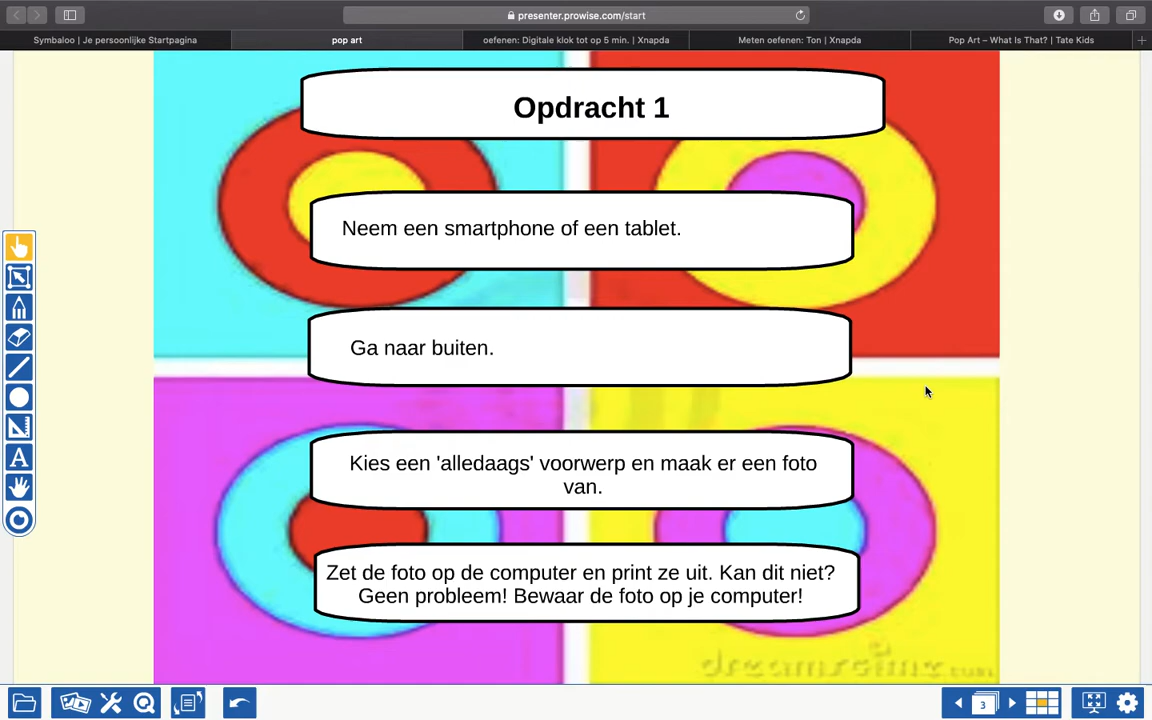 presenter.prowise.com/start
Symbaloo | Je persoonlijke Startpagina
pop art
oefenen: Digitale klok tot op 5 min. | Xnapda
Meten oefenen: Ton | Xnapda
Pop Art – What Is That? | Tate Kids
Opdracht 1
Neem een smartphone of een tablet.
Ga naar buiten.
Kies een 'alledaags' voorwerp en maak er een foto
van.
Zet de foto op de computer en print ze uit. Kan dit niet?
Geen probleem! Bewaar de foto op je computer!
A
3